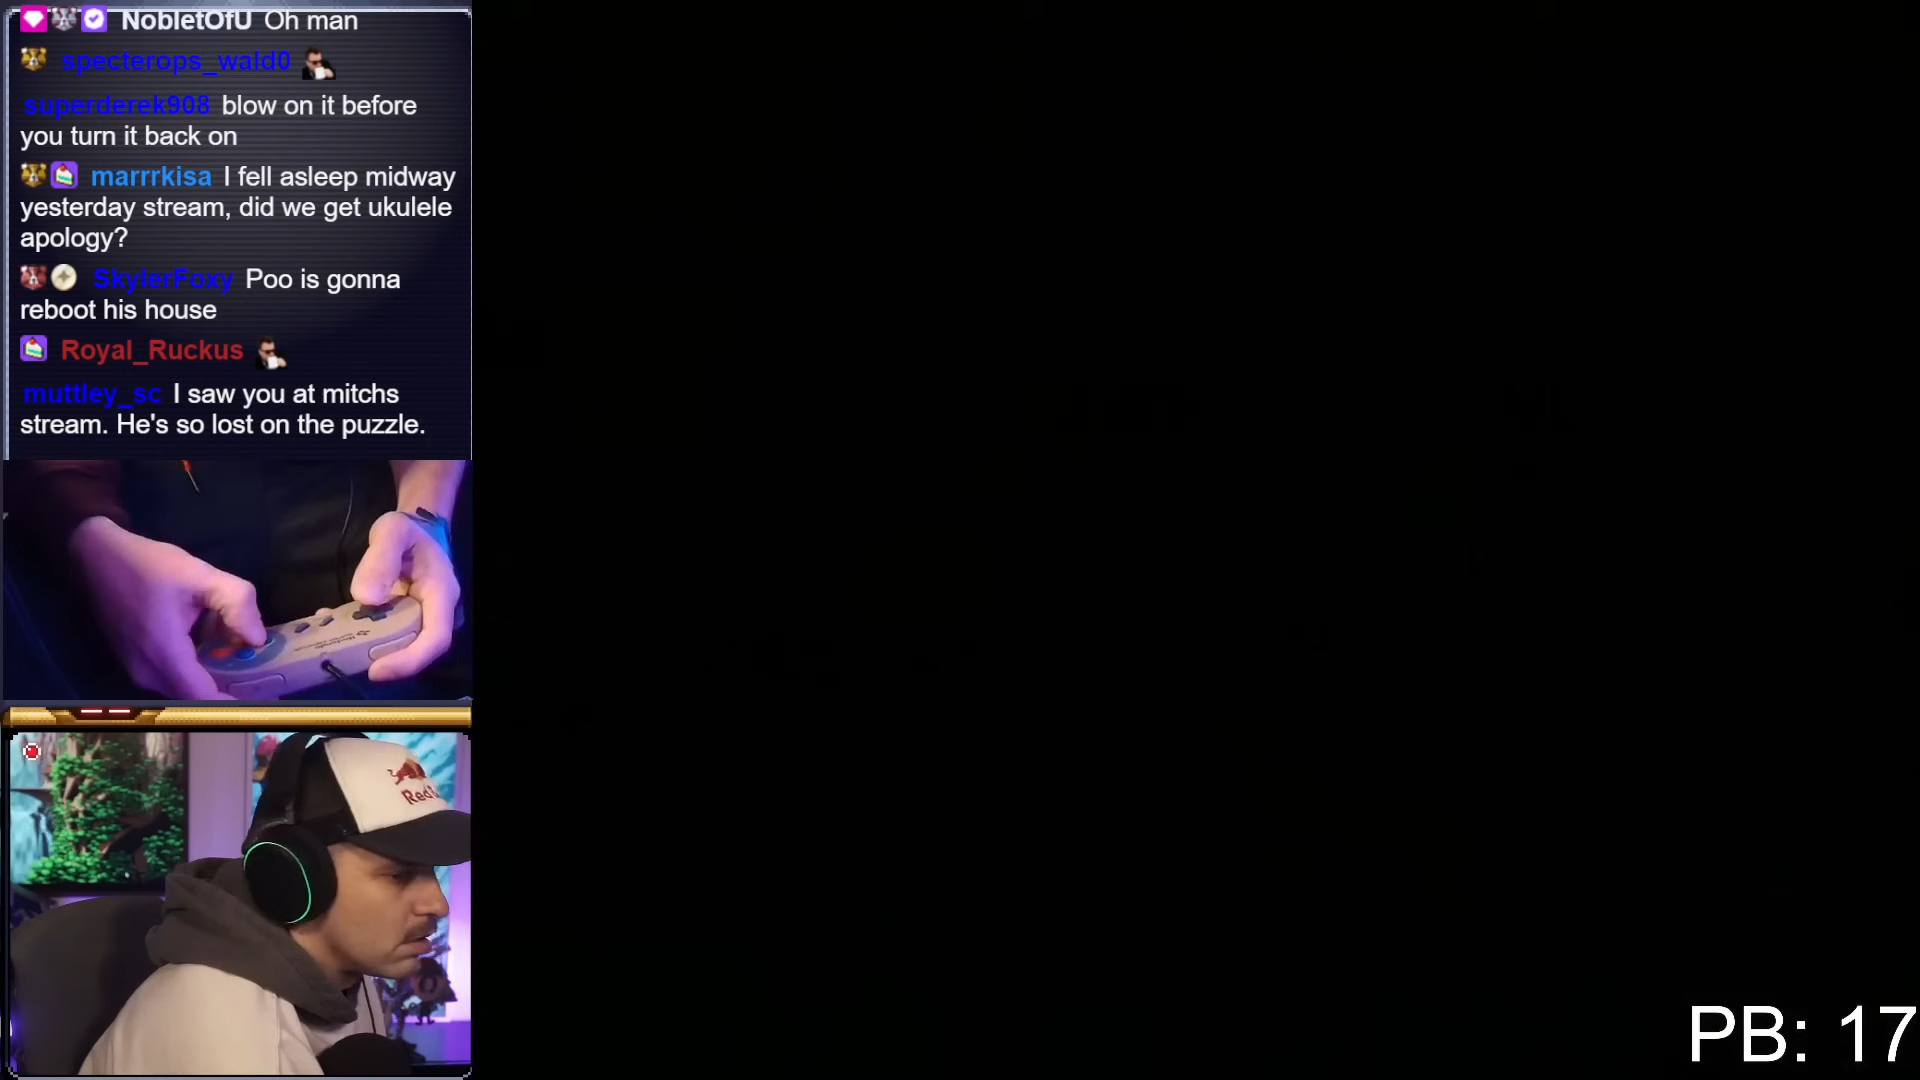 NobletOfU Oh man
specterops_wald0
superderek908 blow on it before
you turn it back on
marrrkisa I fell asleep midway
yesterday stream, did we get ukulele
apology?
SkylerFoxy Poo is gonna
reboot his house
Royal_Ruckus
muttley_sc I saw you at mitchs
stream. He's so lost on the puzzle.
Red B
PB: 17